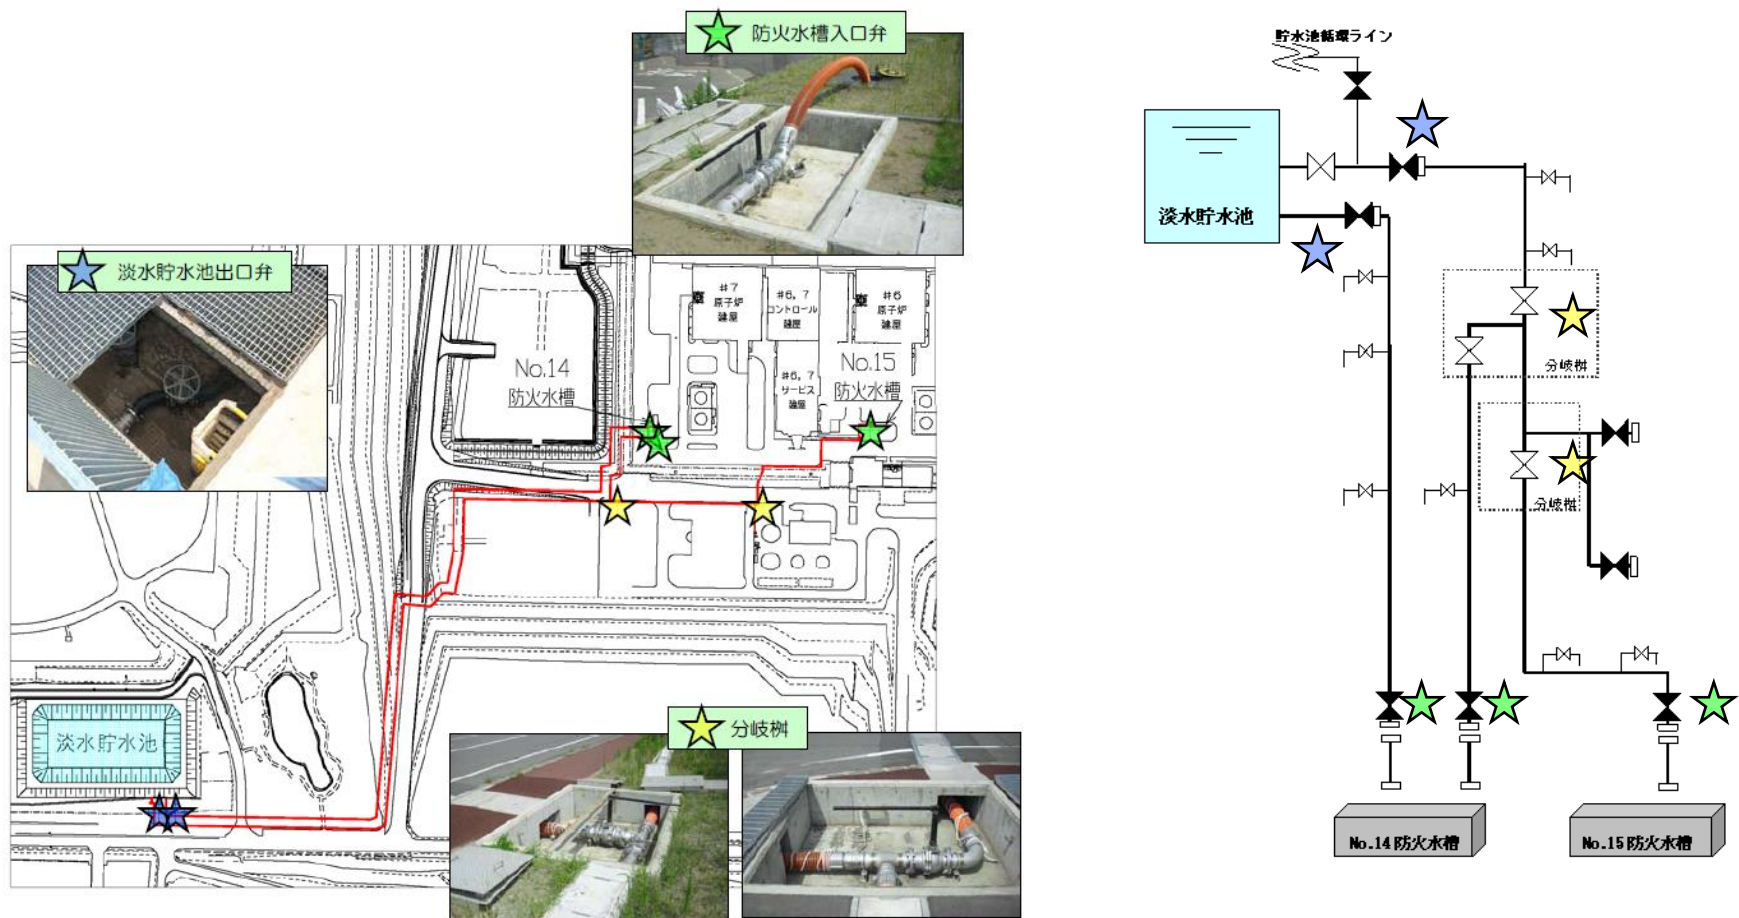 防火水槽入口弁
淡水貯水池出口弁
#7
原子炉
建屋
#6, 7
コントロール
建屋
#6
原子炉
建屋
#6, 7
サービス
建屋
No.14
防火水槽
No.15
防火水槽
淡水貯水池
分岐桝
貯水池循環ライン
淡水貯水池
分岐桝
分岐桝
No.14防火水槽
No.15防火水槽